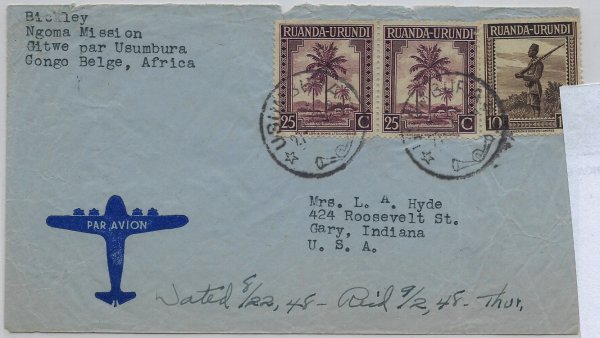 Bickley
Ngoma Mission
Gitwe par Usumbura
Congo Belge, Africa
RUANDA-URUNDI
25 C
RUANDA-URUNDI
25 C
RUANDA-URUNDI
10
USUMBURA
PAR AVION
Mrs. L. A. Hyde
424 Roosevelt St.
Gary, Indiana
U. S. A.
Dated 8/22, 48 - Rec'd 9/2, 48 - Thur,